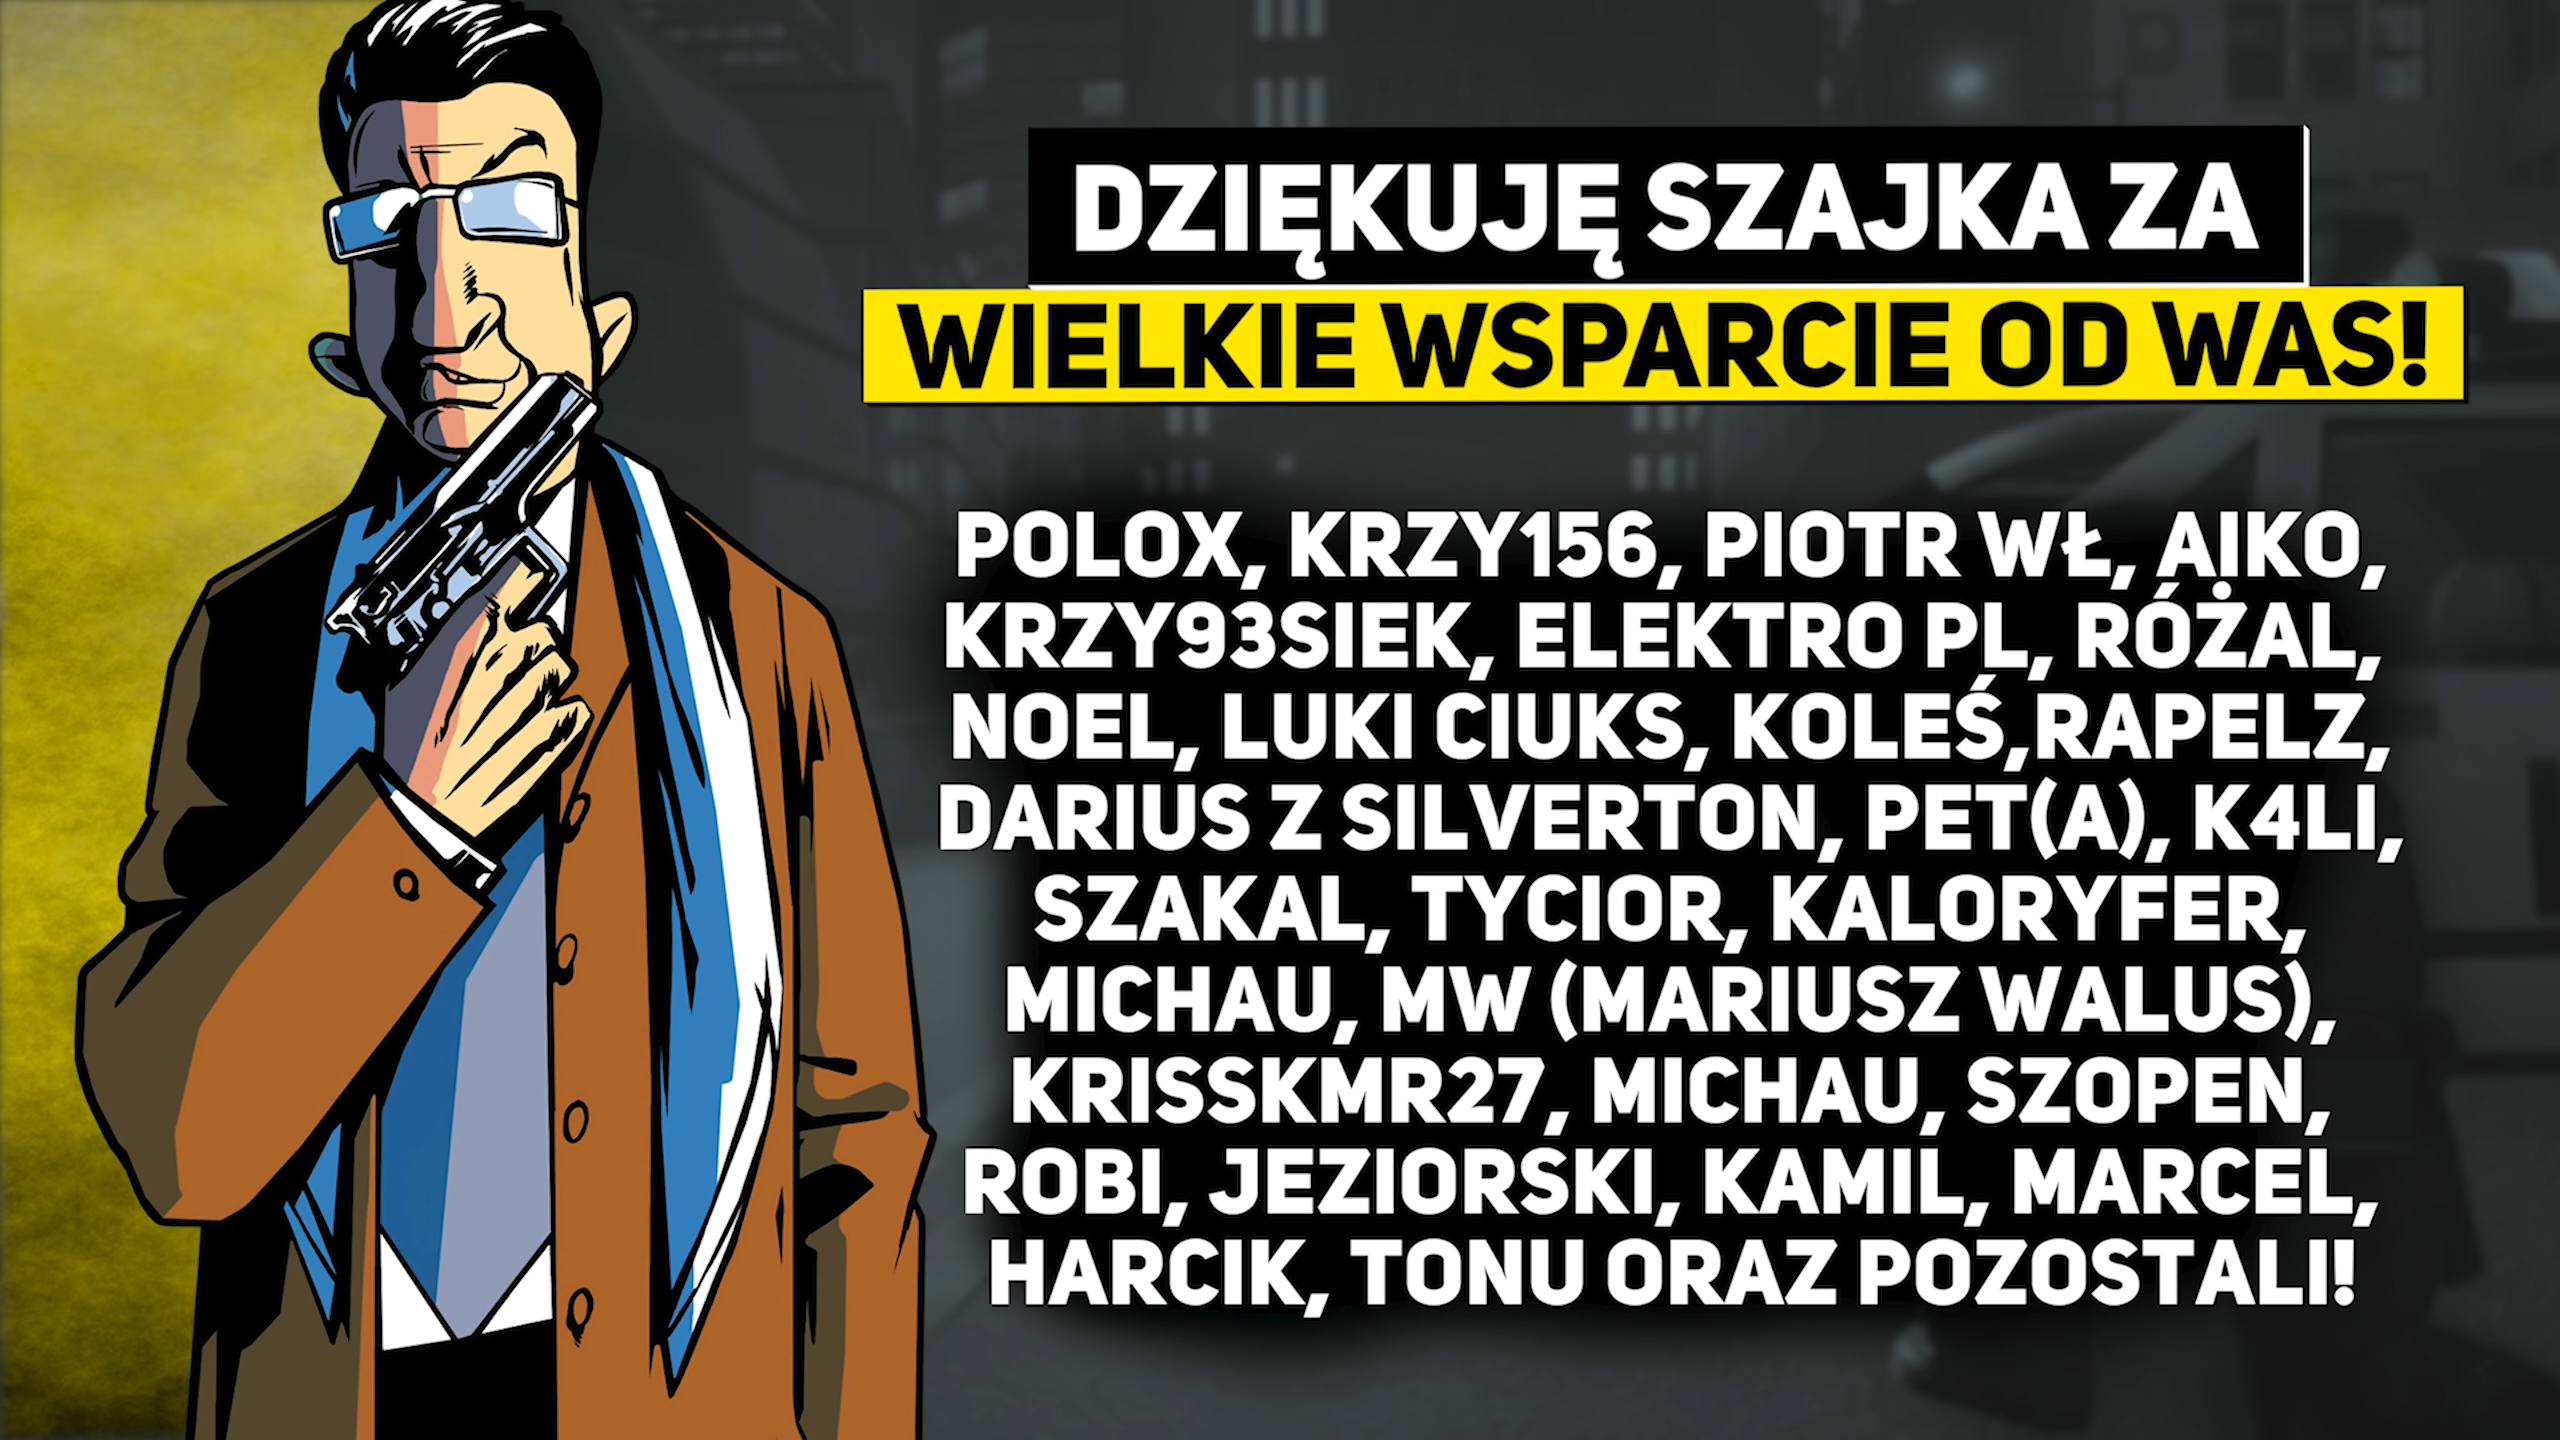 DZIĘKUJĘ SZAJKA ZA
WIELKIE WSPARCIE OD WAS!
POLOX, KRZY156, PIOTR WŁ, AIKO,
KRZY93SIEK, ELEKTRO PL, RÓŻAL,
NOEL, LUKI CIUKS, KOLEŚ,RAPELZ,
DARIUS Z SILVERTON, PET(A), K4LI,
SZAKAL, TYCIOR, KALORYFER,
MICHAU, MW (MARIUSZ WALUS),
KRISSKMR27, MICHAU, SZOPEN,
ROBI, JEZIORSKI, KAMIL, MARCEL,
HARCIK, TONU ORAZ POZOSTALI!